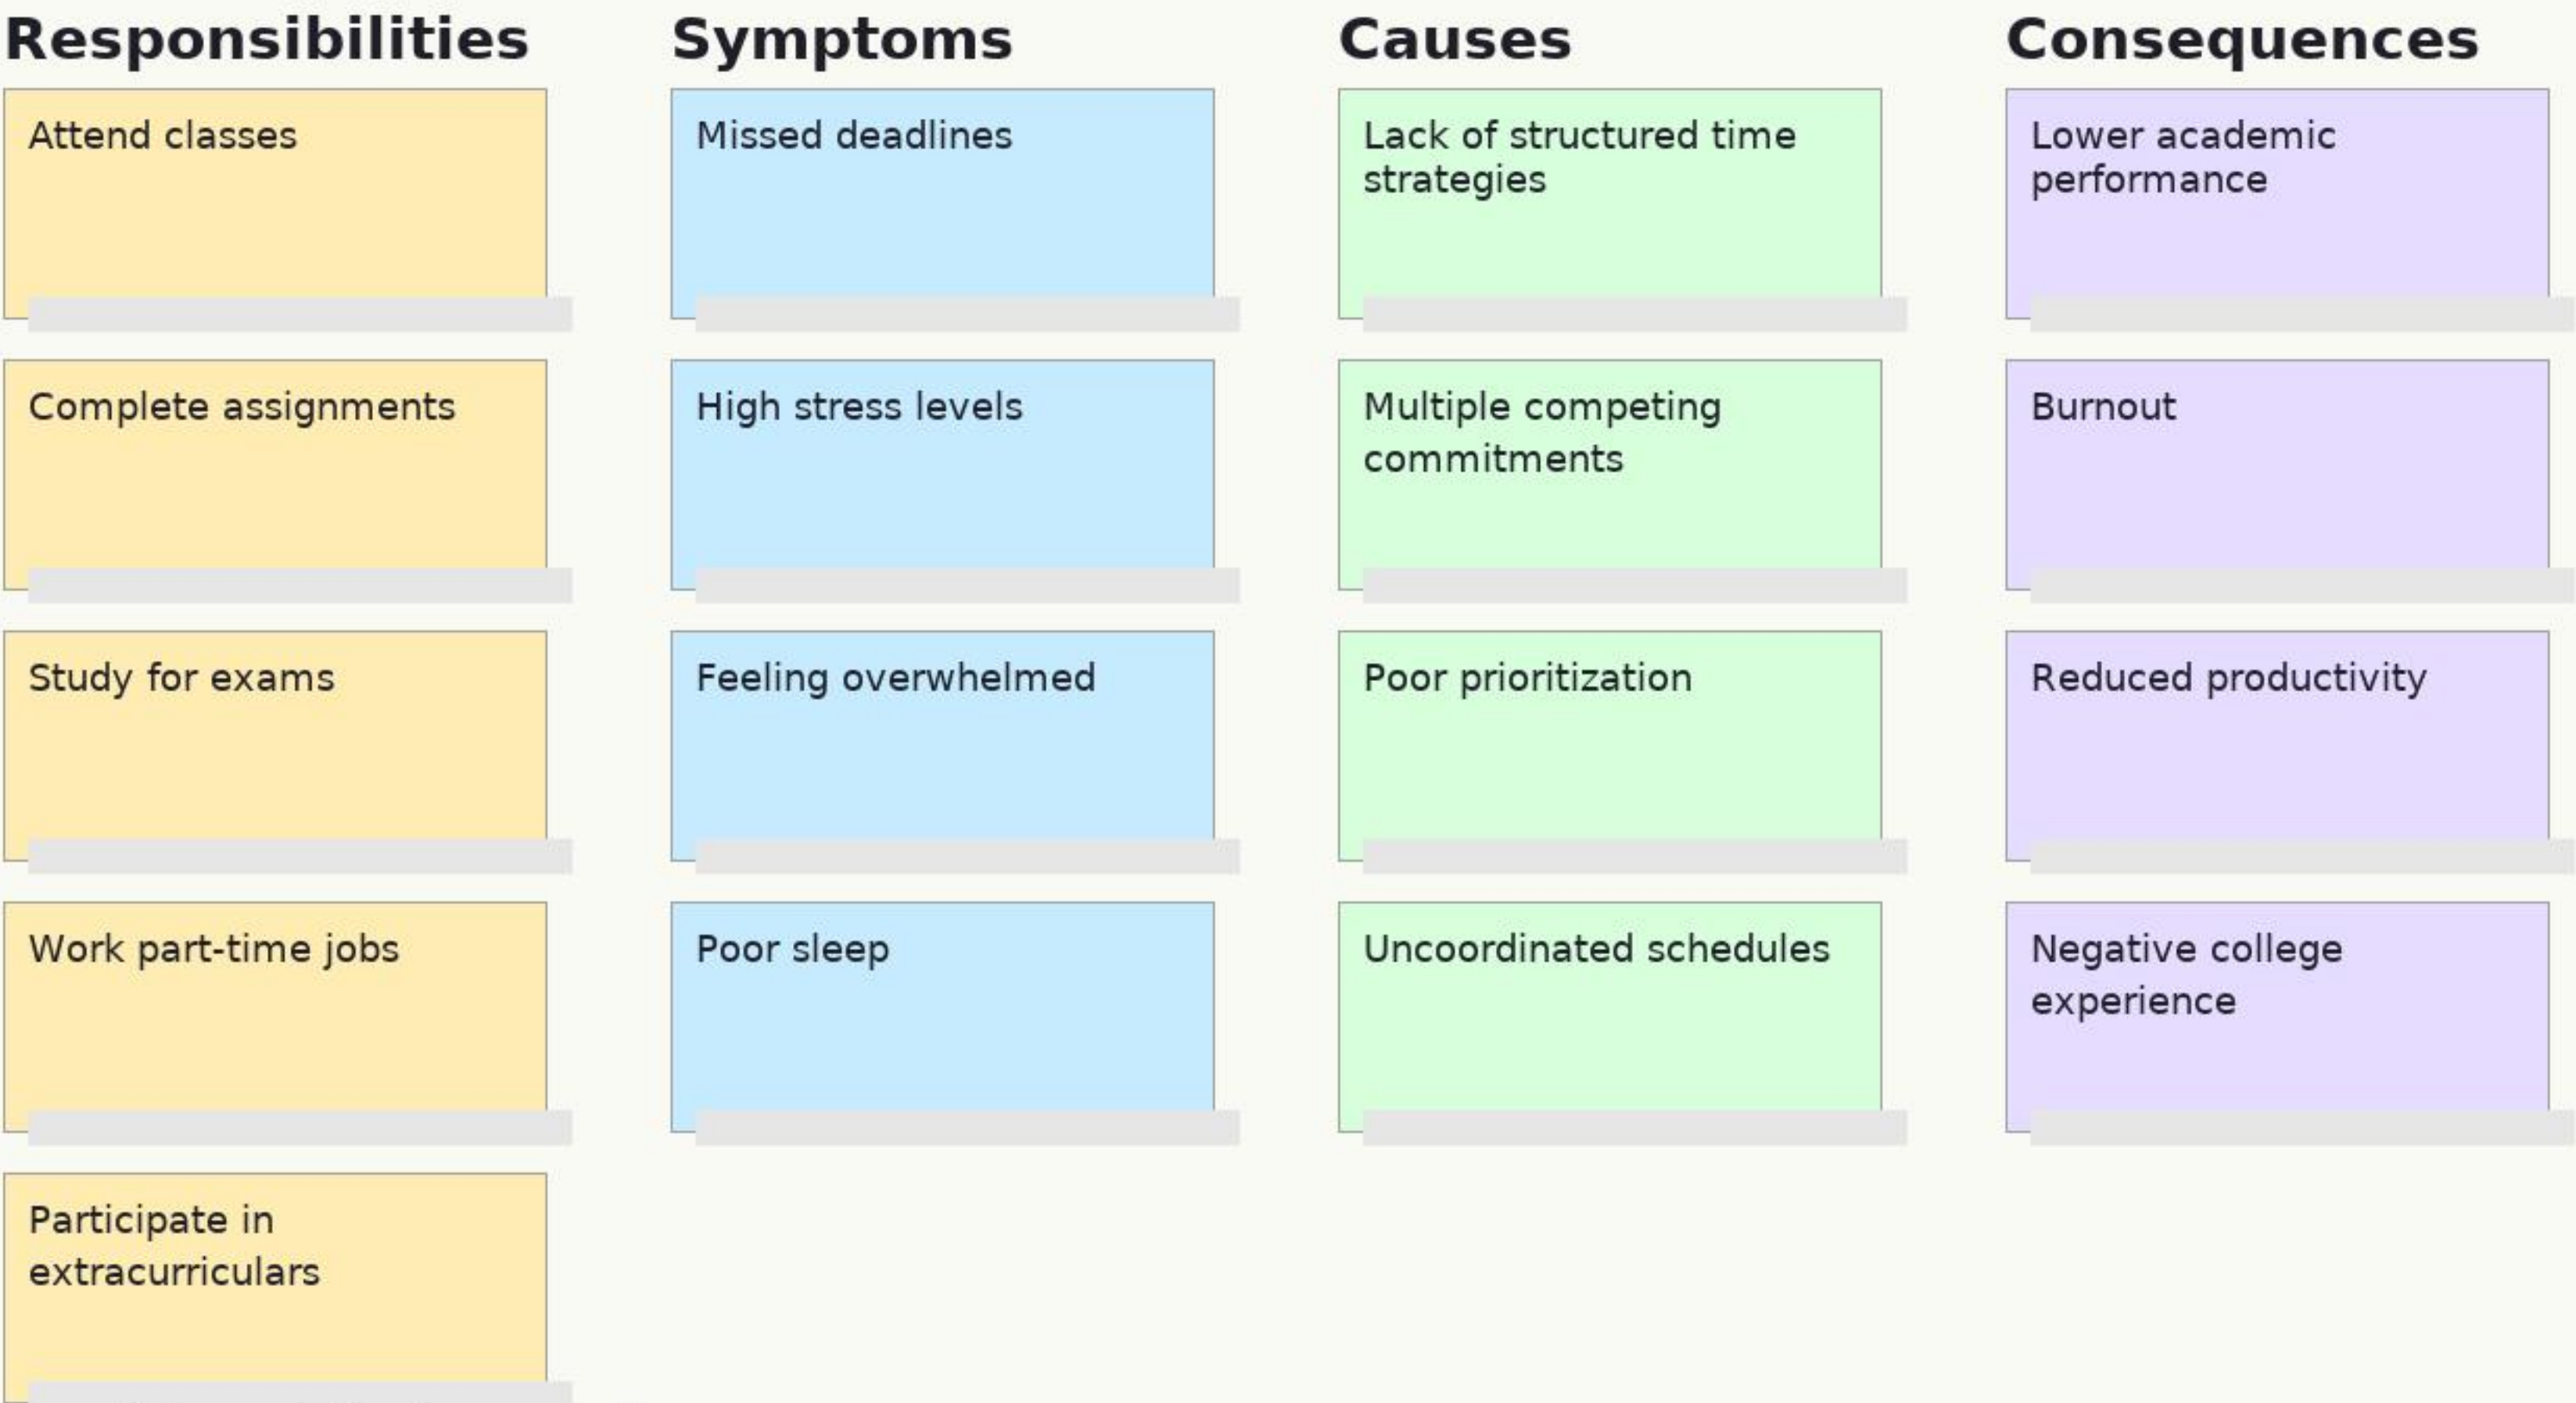 Responsibilities
Attend classes
Complete assignments
Study for exams
Work part-time jobs
Participate in
extracurriculars
Symptoms
Missed deadlines
High stress levels
Feeling overwhelmed
Poor sleep
Causes
Lack of structured time
strategies
Multiple competing
commitments
Poor prioritization
Uncoordinated schedules
Consequences
Lower academic
performance
Burnout
Reduced productivity
Negative college
experience